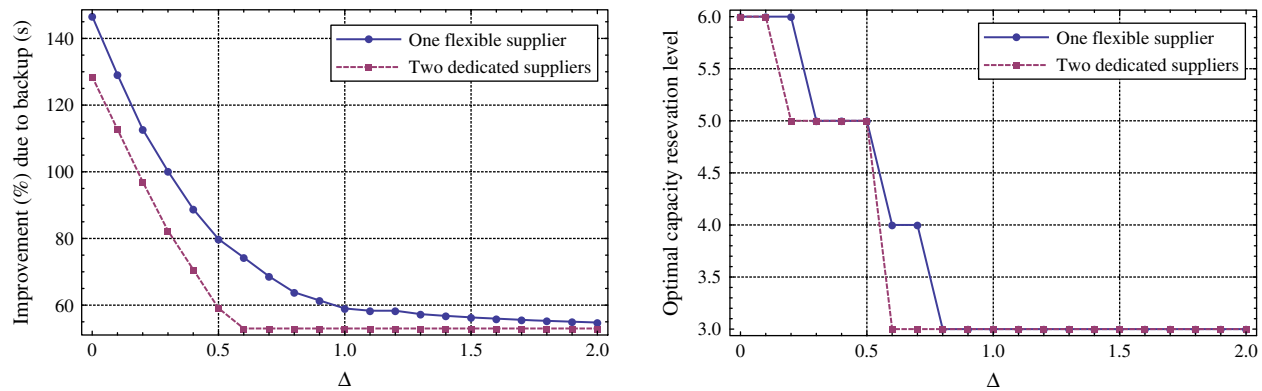 Improvement (%) due to backup (s)
140
120
100
80
60
One flexible supplier
Two dedicated suppliers
0
0.5
1.0
1.5
2.0
Δ
Optimal capacity resevation level
6.0
5.5
5.0
4.5
4.0
3.5
3.0
One flexible supplier
Two dedicated suppliers
0
0.5
1.0
1.5
2.0
Δ